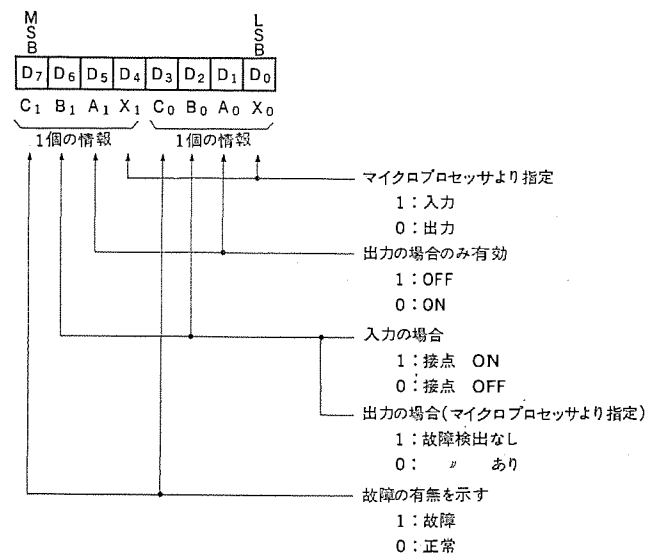 MSB
LSB
D7 D6 D5 D4 D3 D2 D1 D0
C1 B1 A1 X1 C0 B0 A0 X0
1個の情報 1個の情報
マイクロプロセッサより指定
1:入力
0:出力
出力の場合のみ有効
1:OFF
0:ON
入力の場合
1:接点 ON
0:接点 OFF
出力の場合(マイクロプロセッサより指定)
1:故障検出なし
0: 〃 あり
故障の有無を示す
1:故障
0:正常